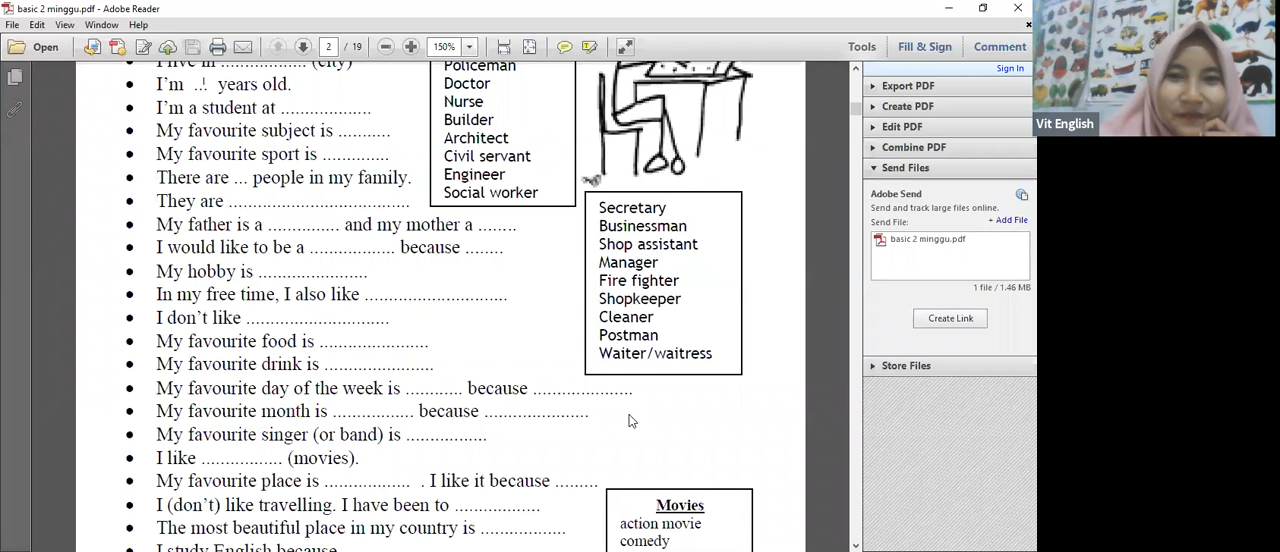 basic 2 minggu.pdf - Adobe Reader
File Edit View Window Help
Open 2 / 19 150% Tools Fill & Sign Comment
I live in ................ (city)
I'm ...! years old.
I'm a student at ....................
My favourite subject is ...........
My favourite sport is ..............
There are ... people in my family.
They are ......................................
My father is a ............... and my mother a ........
I would like to be a .................. because ........
My hobby is .......................
In my free time, I also like ..............................
I don't like ..............................
My favourite food is .......................
My favourite drink is .......................
My favourite day of the week is ............ because .....................
My favourite month is ................. because ......................
My favourite singer (or band) is .................
I like ................. (movies).
My favourite place is .................. . I like it because .........
I (don't) like travelling. I have been to ..................
The most beautiful place in my country is ..................
I study English because
Policeman
Doctor
Nurse
Builder
Architect
Civil servant
Engineer
Social worker
Secretary
Businessman
Shop assistant
Manager
Fire fighter
Shopkeeper
Cleaner
Postman
Waiter/waitress
Movies
action movie
comedy
Sign In
Export PDF
Create PDF
Edit PDF
Combine PDF
Send Files
Adobe Send
Send and track large files online.
Send File: + Add File
basic 2 minggu.pdf
1 file / 1.46 MB
Create Link
Store Files
Vit English